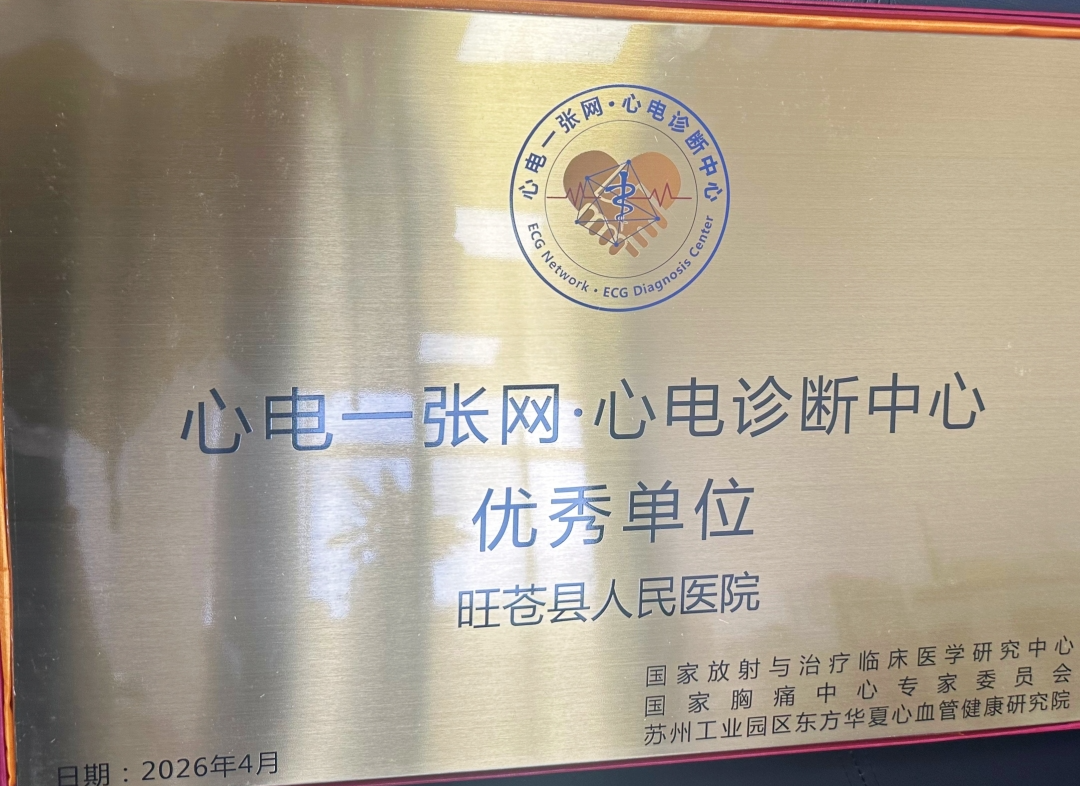 心电一张网·心电诊断中心
ECG Network · ECG Diagnosis Center
心电一张网·心电诊断中心
优秀单位
旺苍县人民医院
国家放射与治疗临床医学研究中心
国家胸痛中心专家委员会
苏州工业园区东方华夏心血管健康研究院
日期：2026年4月